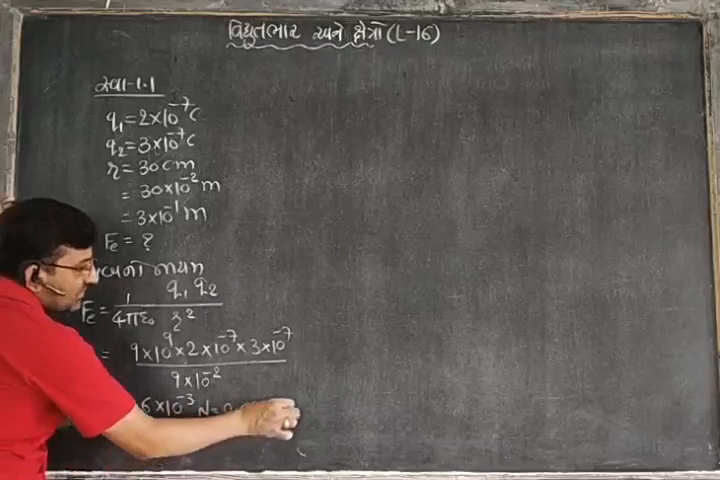 વિદ્યુતભાર અને ક્ષેત્રો (L-16)
સ્વા-1.1
q₁ = 2×10⁻⁷ C
q₂ = 3×10⁻⁷ C
r = 30 cm
= 30×10⁻² m
= 3×10⁻¹ m
Fe = ?
નિયમ
Fe = 1/4πε₀ q₁ q₂/r²
= 9×10⁹×2×10⁻⁷×3×10⁻⁷ / 9×10⁻²
6×10⁻³ N =